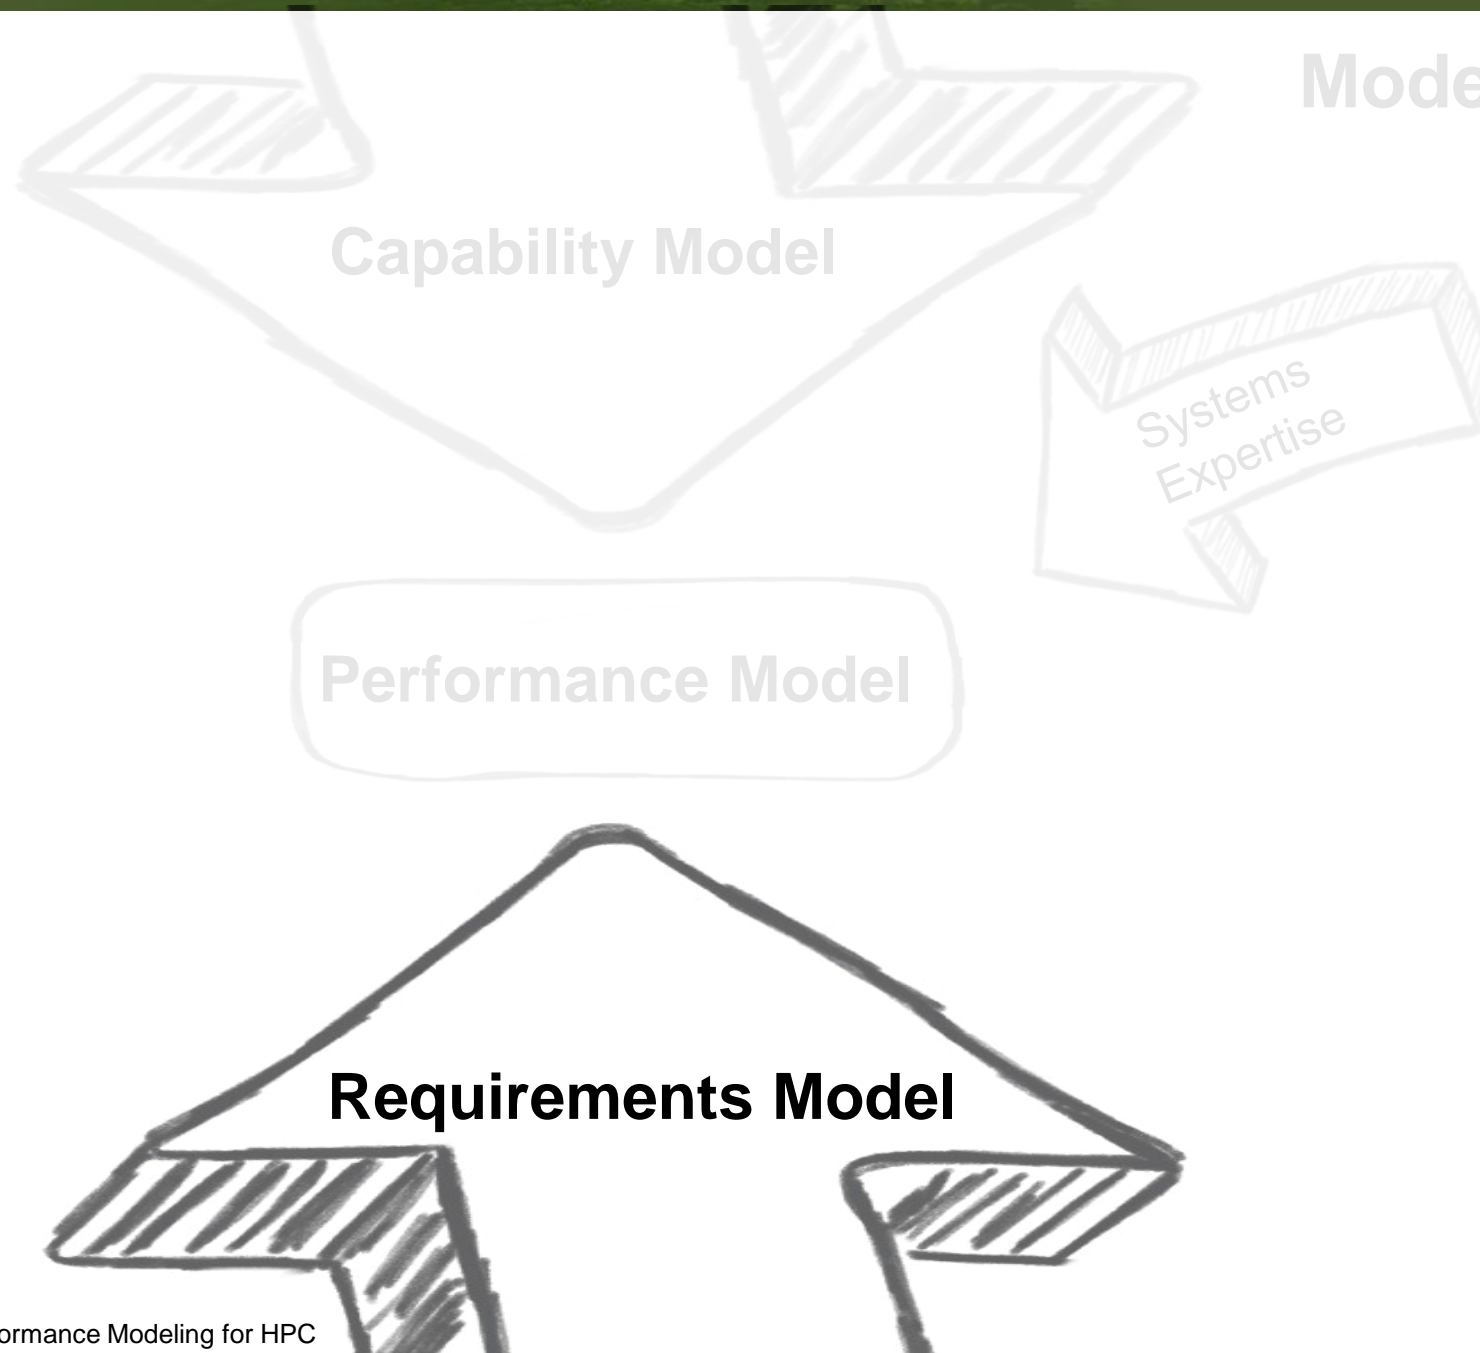 Mode
Capability Model
Systems
Expertise
Performance Model
Requirements Model
ormance Modeling for HPC